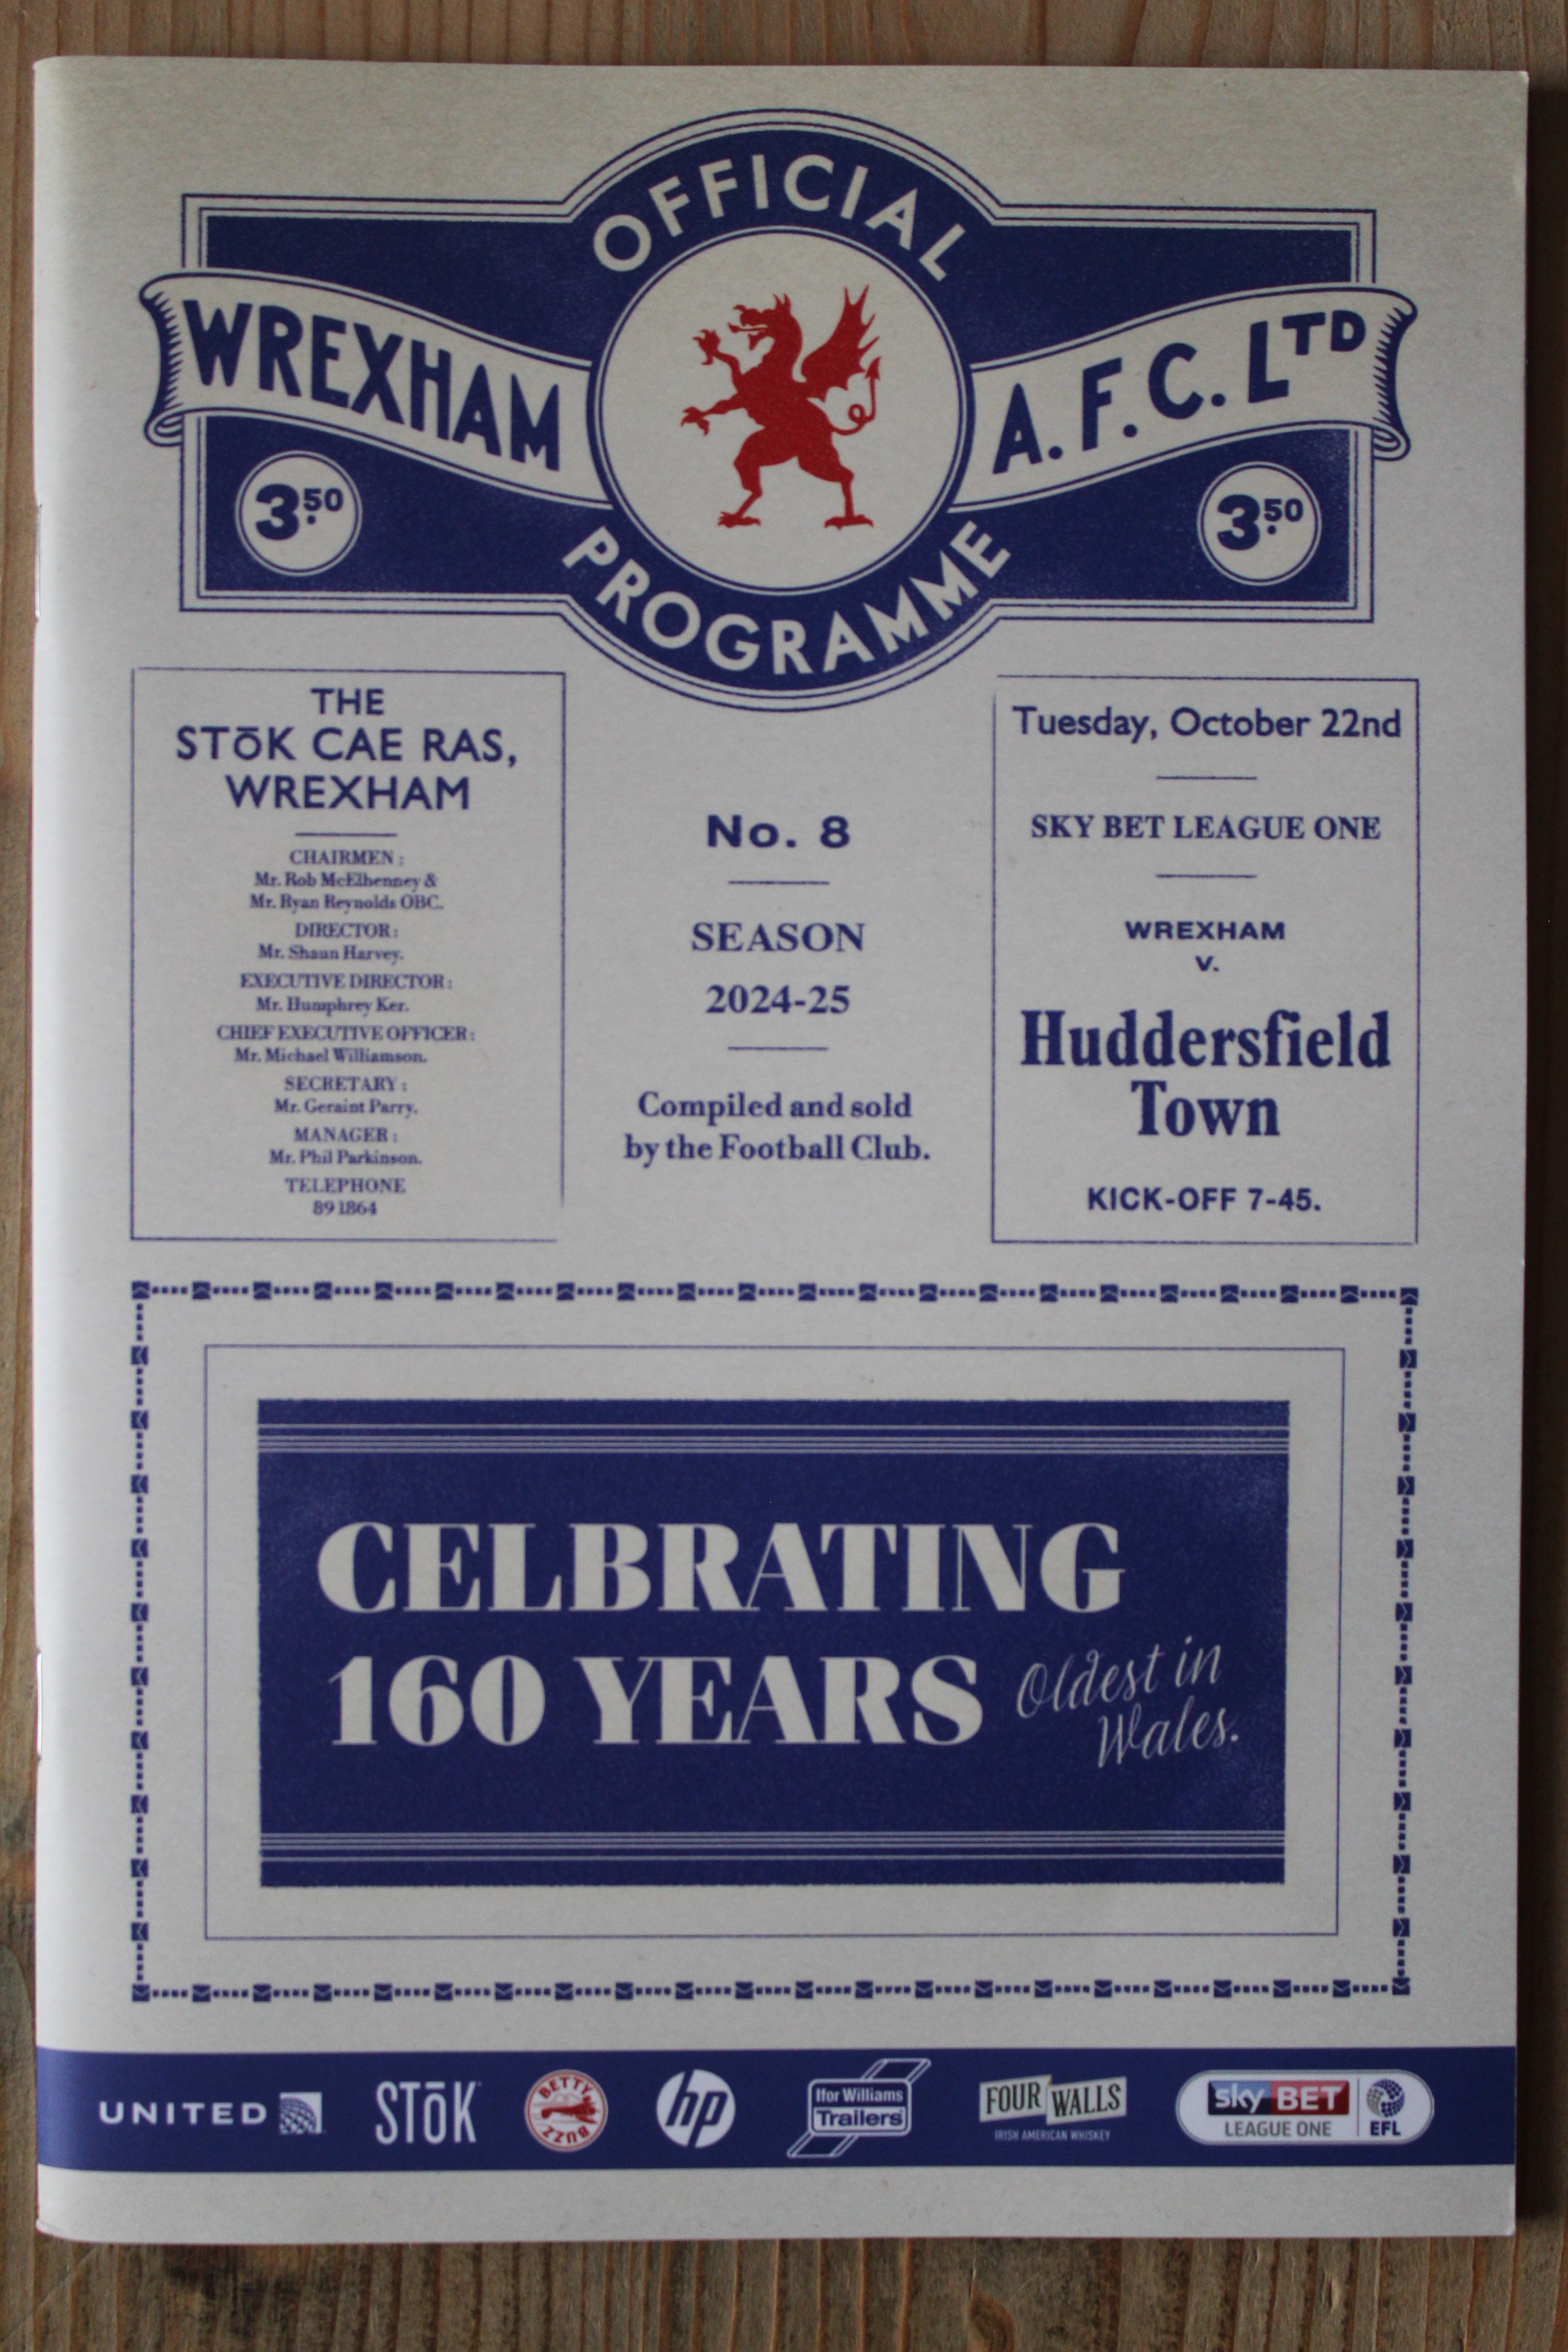 OFFICIAL
WREXHAM A.F.C. LTD
3.50 3.50
PROGRAMME
THE
STōK CAE RAS,
WREXHAM
CHAIRMEN:
Mr. Rob McElhenney &
Mr. Ryan Reynolds OBC.
DIRECTOR:
Mr. Shaun Harvey.
EXECUTIVE DIRECTOR:
Mr. Humphrey Ker.
CHIEF EXECUTIVE OFFICER:
Mr. Michael Williamson.
SECRETARY:
Mr. Geraint Parry.
MANAGER:
Mr. Phil Parkinson.
TELEPHONE
891864
No. 8
SEASON
2024-25
Compiled and sold
by the Football Club.
Tuesday, October 22nd
SKY BET LEAGUE ONE
WREXHAM
v.
Huddersfield
Town
KICK-OFF 7-45.
CELBRATING
160 YEARS
Oldest in
Wales.
UNITED
STōK
BETTY
BUZZ
hp
Ifor Williams
Trailers
FOUR WALLS
IRISH AMERICAN WHISKEY
sky BET
LEAGUE ONE
EFL